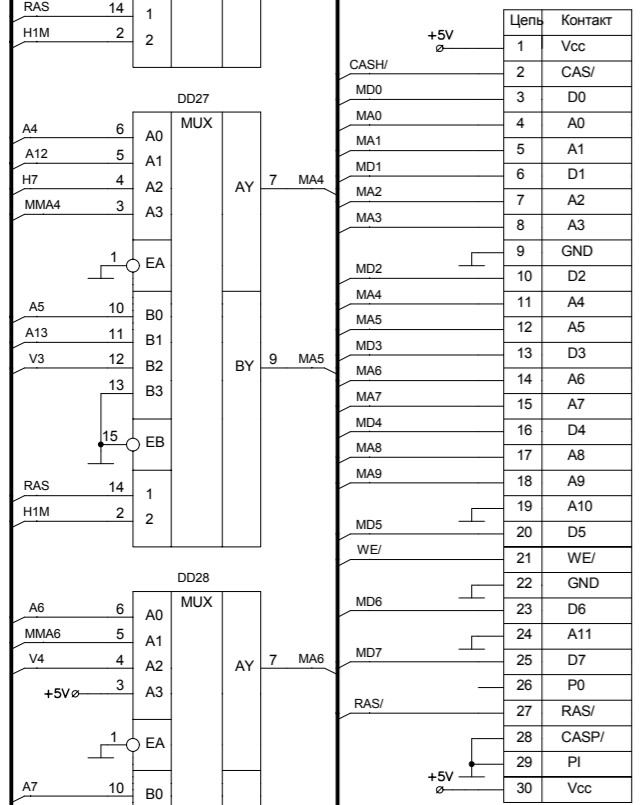 RAS 14 1
H1M 2 2
DD27
MUX
A4 6 A0
A12 5 A1
H7 4 A2 AY 7 MA4
MMA4 3 A3
1 EA
A5 10 B0
A13 11 B1
V3 12 B2 BY 9 MA5
13 B3
15 EB
RAS 14 1
H1M 2 2
DD28
MUX
A6 6 A0
MMA6 5 A1
V4 4 A2 AY 7 MA6
+5V 3 A3
1 EA
A7 10 B0
Цепь Контакт
+5V 1 Vcc
CASH/ 2 CAS/
MD0 3 D0
MA0 4 A0
MA1 5 A1
MD1 6 D1
MA2 7 A2
MA3 8 A3
9 GND
MD2 10 D2
MA4 11 A4
MA5 12 A5
MD3 13 D3
MA6 14 A6
MA7 15 A7
MD4 16 D4
MA8 17 A8
MA9 18 A9
19 A10
MD5 20 D5
WE/ 21 WE/
22 GND
MD6 23 D6
24 A11
MD7 25 D7
26 P0
RAS/ 27 RAS/
28 CASP/
29 PI
+5V 30 Vcc